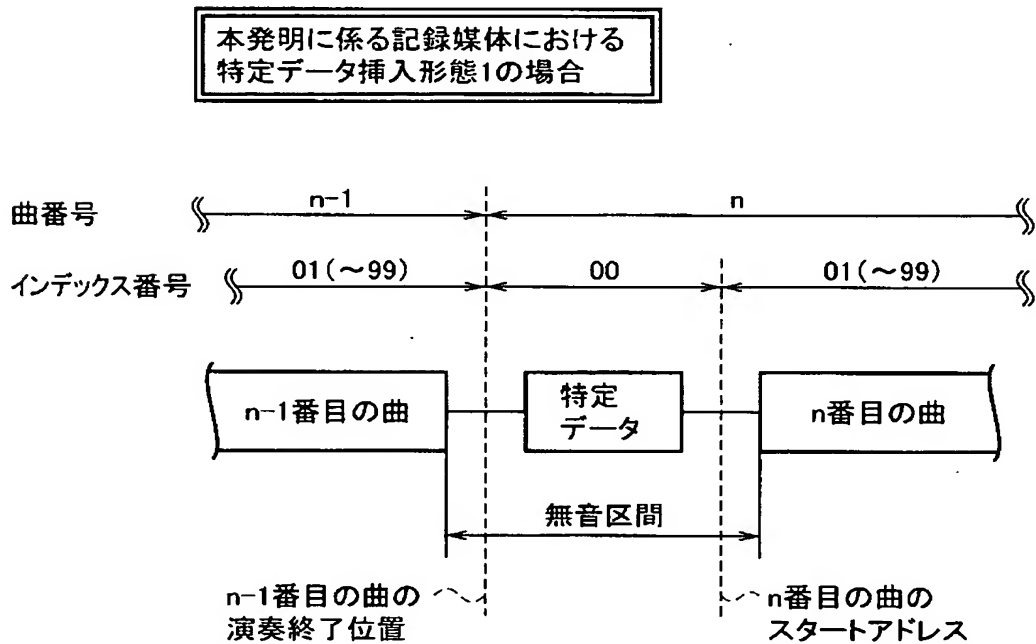 本発明に係る記録媒体における
特定データ挿入形態1の場合
曲番号
n-1
n
インデックス番号
01(～99)
00
01(～99)
n-1番目の曲
特定
データ
n番目の曲
無音区間
n-1番目の曲の
演奏終了位置
n番目の曲の
スタートアドレス